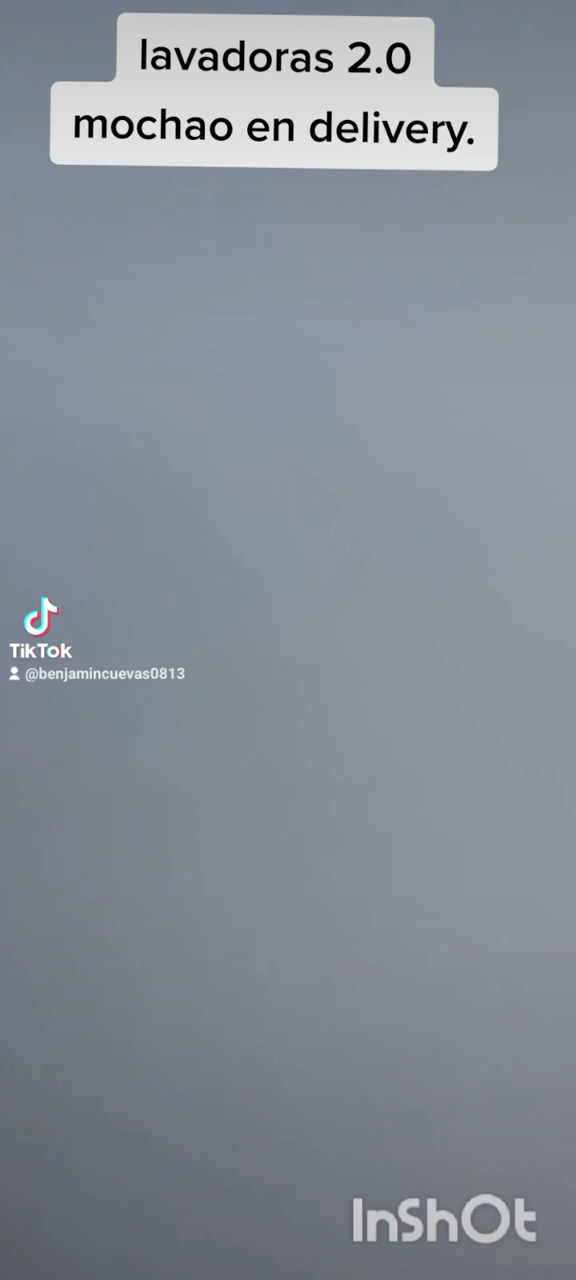 lavadoras 2.0
mochao en delivery.
TikTok
@benjamincuevas0813
InShOt